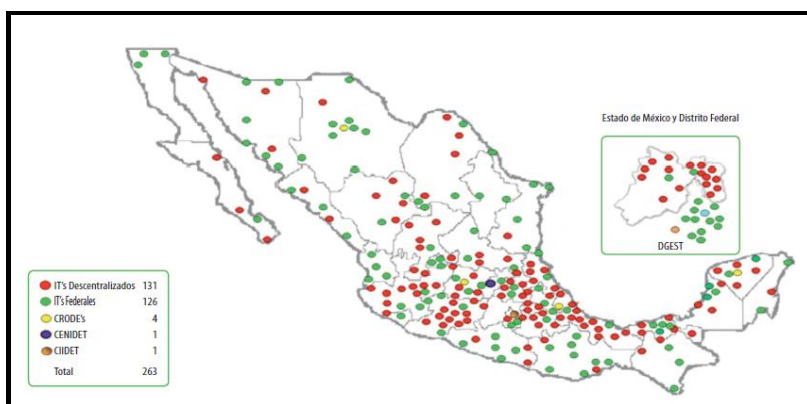 Estado de México y Distrito Federal
DGEST
IT's Descentralizados 131
IT's Federales 126
CRODE's 4
CENIDET 1
CIIDET 1
Total 263